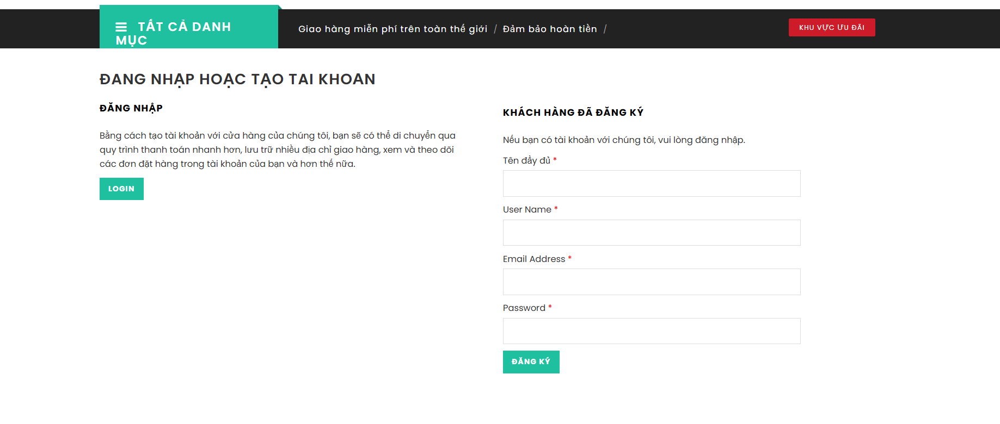 TẤT CẢ DANH
MỤC
Giao hàng miễn phí trên toàn thế giới / Đảm bảo hoàn tiền /
KHU VỰC ƯU ĐÃI
ĐANG NHẠP HOẠC TẠO TAI KHOAN
ĐĂNG NHẬP
Bằng cách tạo tài khoản với cửa hàng của chúng tôi, bạn sẽ có thể di chuyển qua
quy trình thanh toán nhanh hơn, lưu trữ nhiều địa chỉ giao hàng, xem và theo dõi
các đơn đặt hàng trong tài khoản của bạn và hơn thế nữa.
LOGIN
KHÁCH HÀNG ĐÃ ĐĂNG KÝ
Nếu bạn có tài khoản với chúng tôi, vui lòng đăng nhập.
Tên đầy đủ *
User Name *
Email Address *
Password *
ĐĂNG KÝ